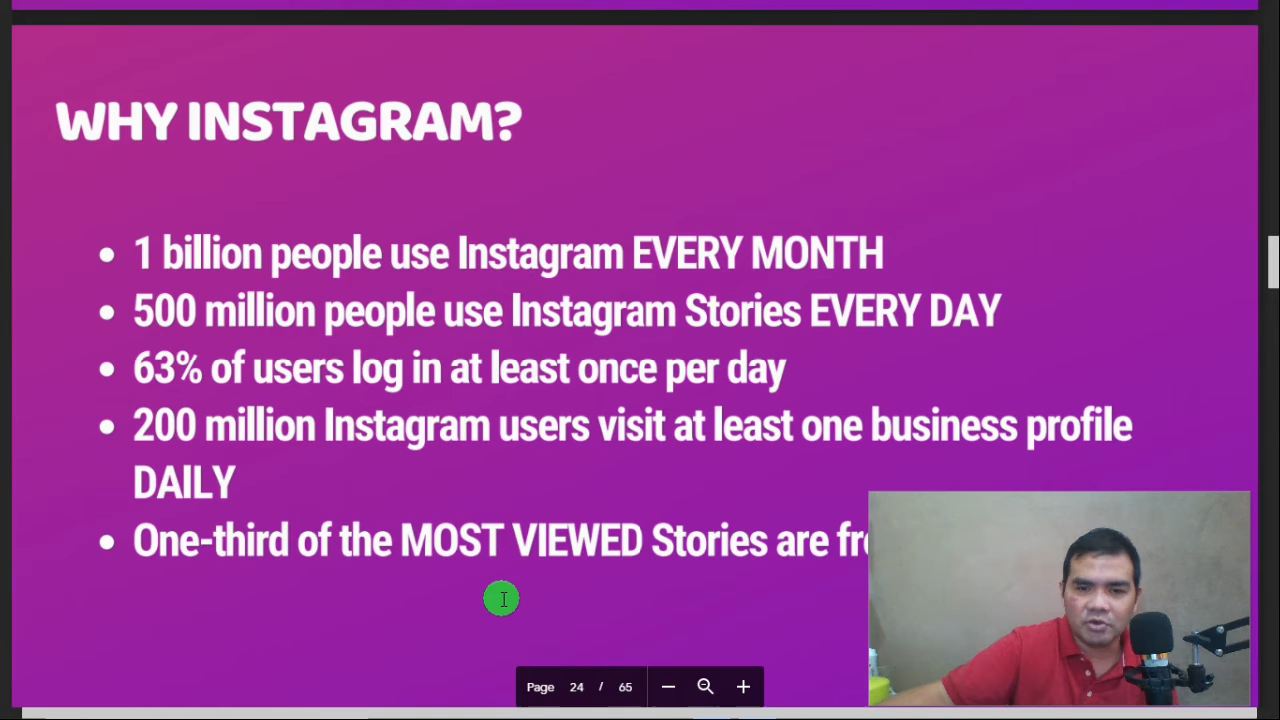 WHY INSTAGRAM?
• 1 billion people use Instagram EVERY MONTH
• 500 million people use Instagram Stories EVERY DAY
• 63% of users log in at least once per day
• 200 million Instagram users visit at least one business profile
DAILY
• One-third of the MOST VIEWED Stories are
Page 24 / 65